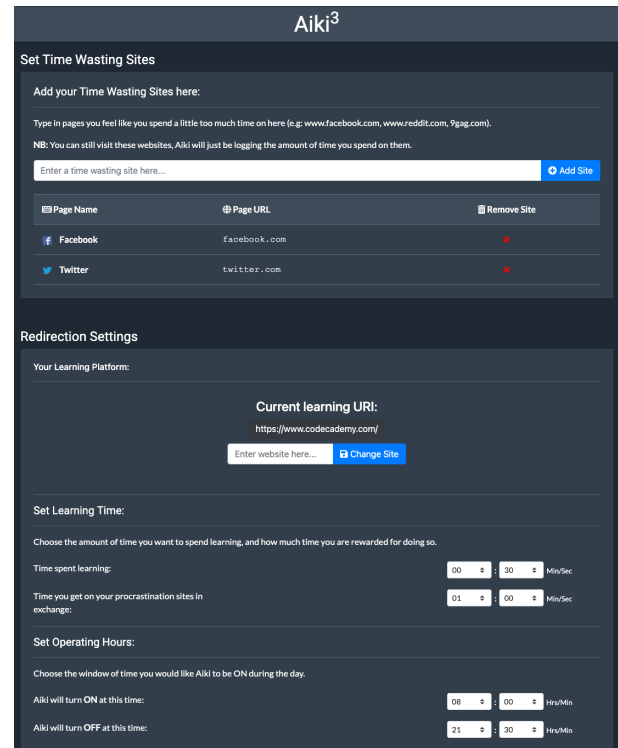 Aiki³
Set Time Wasting Sites
Add your Time Wasting Sites here:
Type in pages you feel like you spend a little too much time on here (e.g: www.facebook.com, www.reddit.com, 9gag.com).
NB: You can still visit these websites, Aiki will just be logging the amount of time you spend on them.
Enter a time wasting site here... Add Site
Page Name Page URL Remove Site
Facebook facebook.com
Twitter twitter.com
Redirection Settings
Your Learning Platform:
Current learning URI:
https://www.codecademy.com/
Enter website here... Change Site
Set Learning Time:
Choose the amount of time you want to spend learning, and how much time you are rewarded for doing so.
Time spent learning: 00 : 30 Min/Sec
Time you get on your procrastination sites in
exchange: 01 : 00 Min/Sec
Set Operating Hours:
Choose the window of time you would like Aiki to be ON during the day.
Aiki will turn ON at this time: 08 : 00 Hrs/Min
Aiki will turn OFF at this time: 21 : 30 Hrs/Min